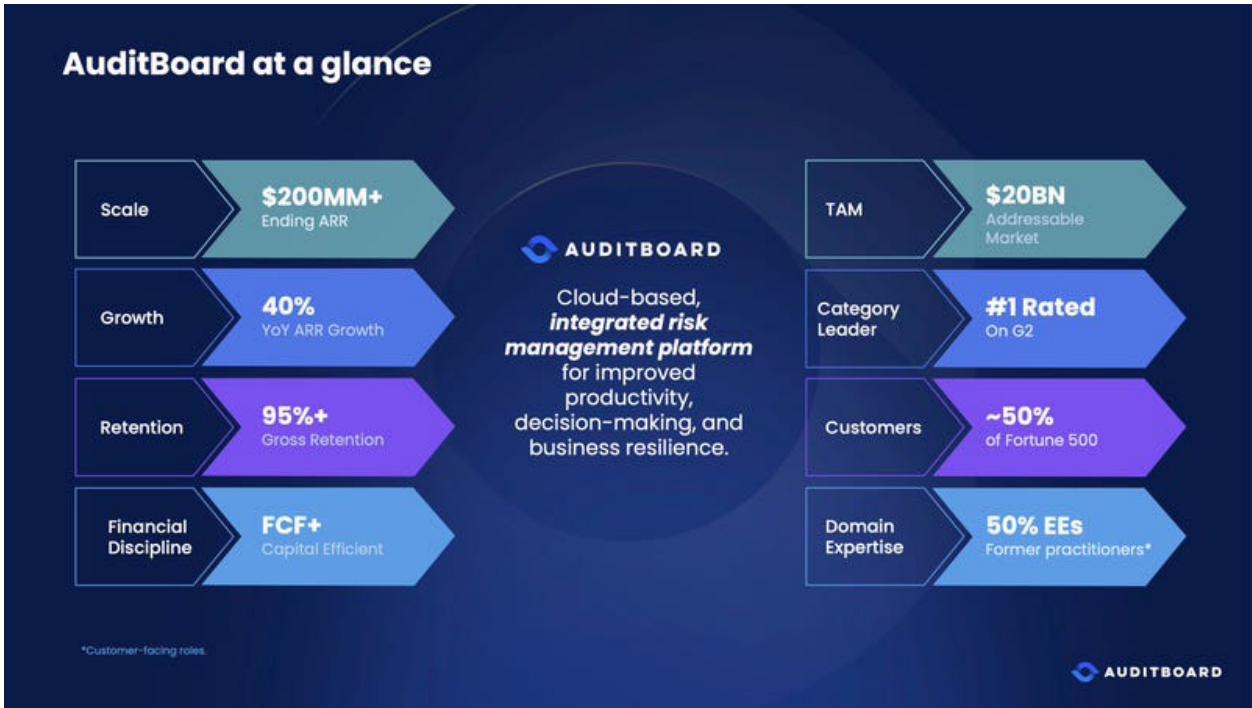 AuditBoard at a glance
Scale
$200MM+
Ending ARR
Growth
40%
YoY ARR Growth
Retention
95%+
Gross Retention
Financial
Discipline
FCF+
Capital Efficient
AUDITBOARD
Cloud-based,
integrated risk
management platform
for improved
productivity,
decision-making, and
business resilience.
TAM
$20BN
Addressable
Market
Category
Leader
#1 Rated
On G2
Customers
~50%
of Fortune 500
Domain
Expertise
50% EEs
Former practitioners*
*Customer-facing roles.
AUDITBOARD